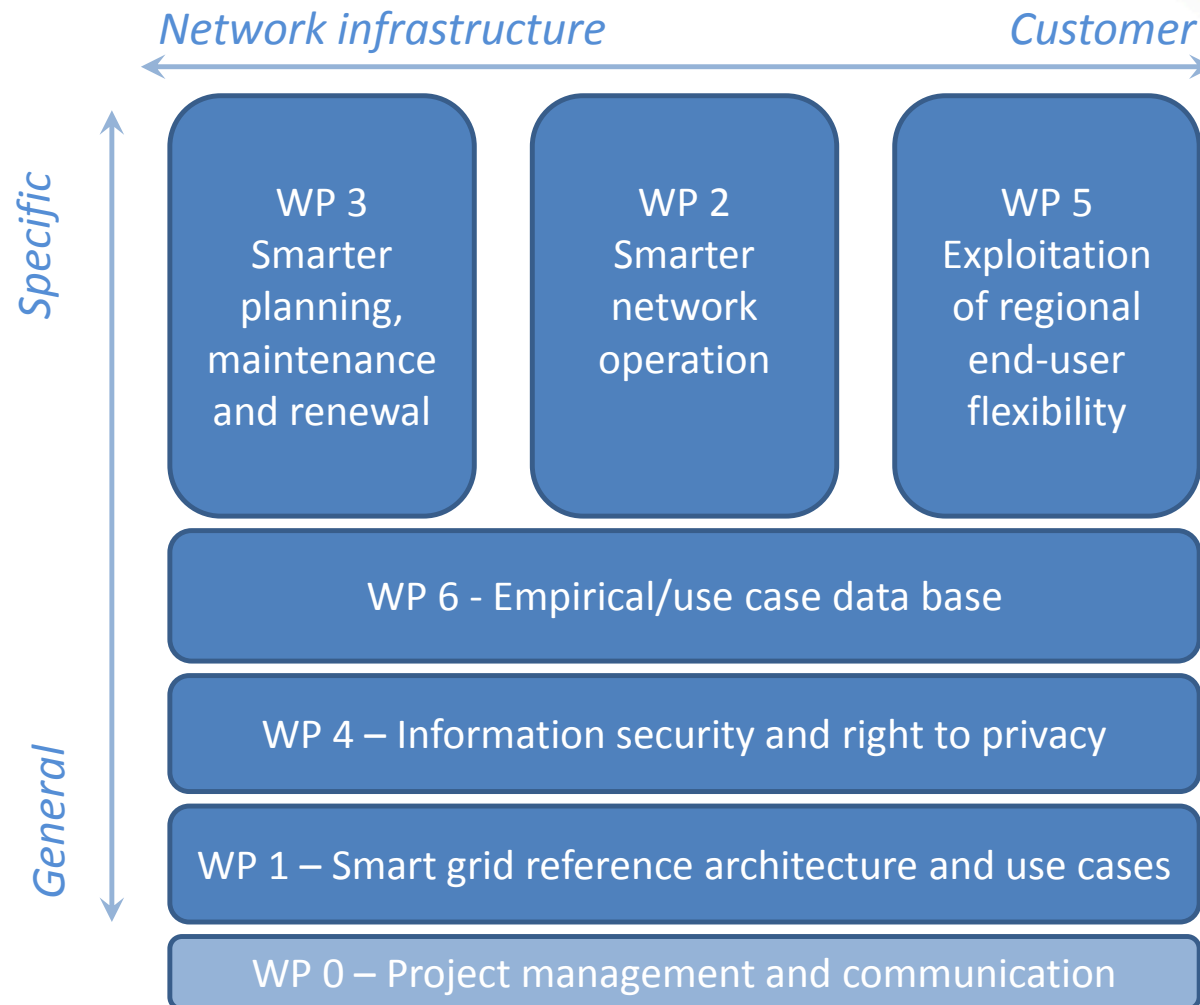 Network infrastructure
Customer
Specific
General
WP 3
Smarter
planning,
maintenance
and renewal
WP 2
Smarter
network
operation
WP 5
Exploitation
of regional
end-user
flexibility
WP 6 - Empirical/use case data base
WP 4 – Information security and right to privacy
WP 1 – Smart grid reference architecture and use cases
WP 0 – Project management and communication